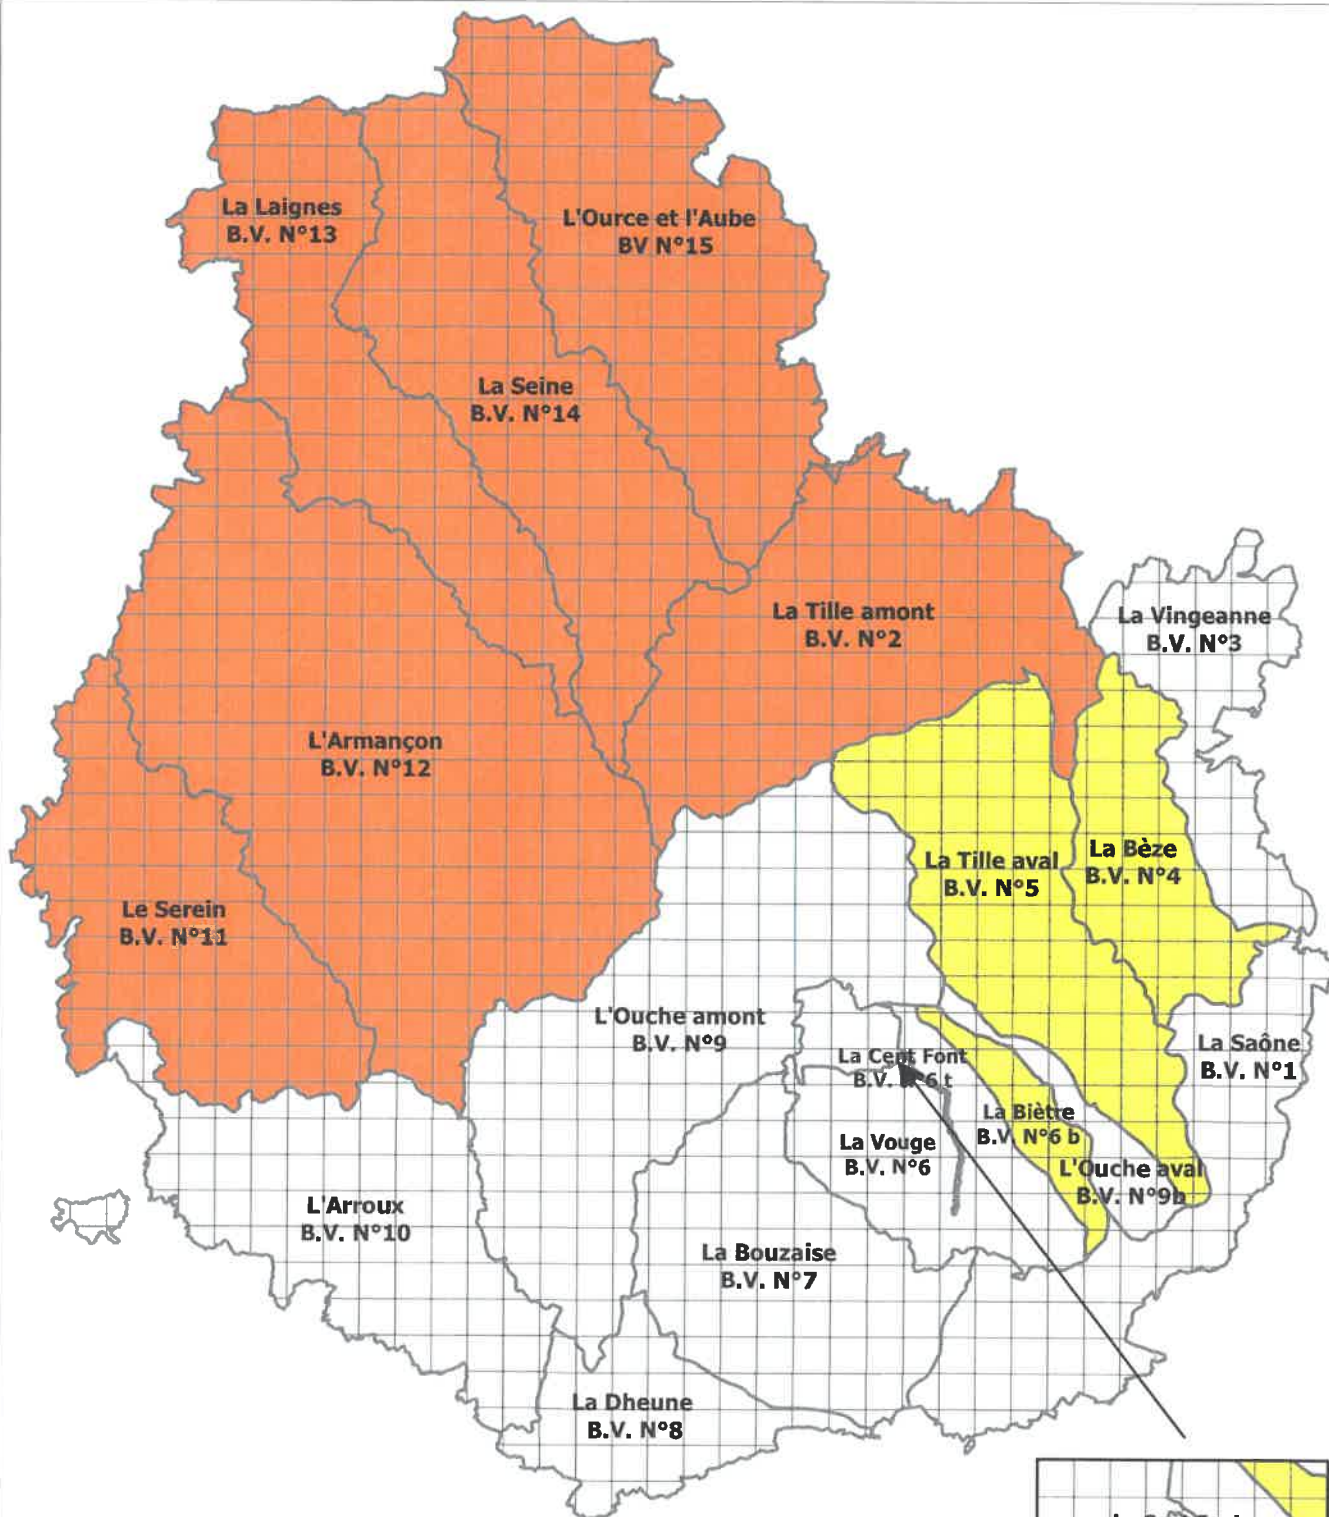 La Laignes
B.V. N°13
L'Ource et l'Aube
BV N°15
La Seine
B.V. N°14
La Tille amont
B.V. N°2
La Vingeanne
B.V. N°3
L'Armançon
B.V. N°12
La Tille aval
B.V. N°5
La Bèze
B.V. N°4
Le Serein
B.V. N°11
L'Ouche amont
B.V. N°9
La Cent Font
B.V. N°6 t
La Saône
B.V. N°1
La Biètre
B.V. N°6 b
La Vouge
B.V. N°6
L'Ouche aval
B.V. N°9b
L'Arroux
B.V. N°10
La Bouzaise
B.V. N°7
La Dheune
B.V. N°8